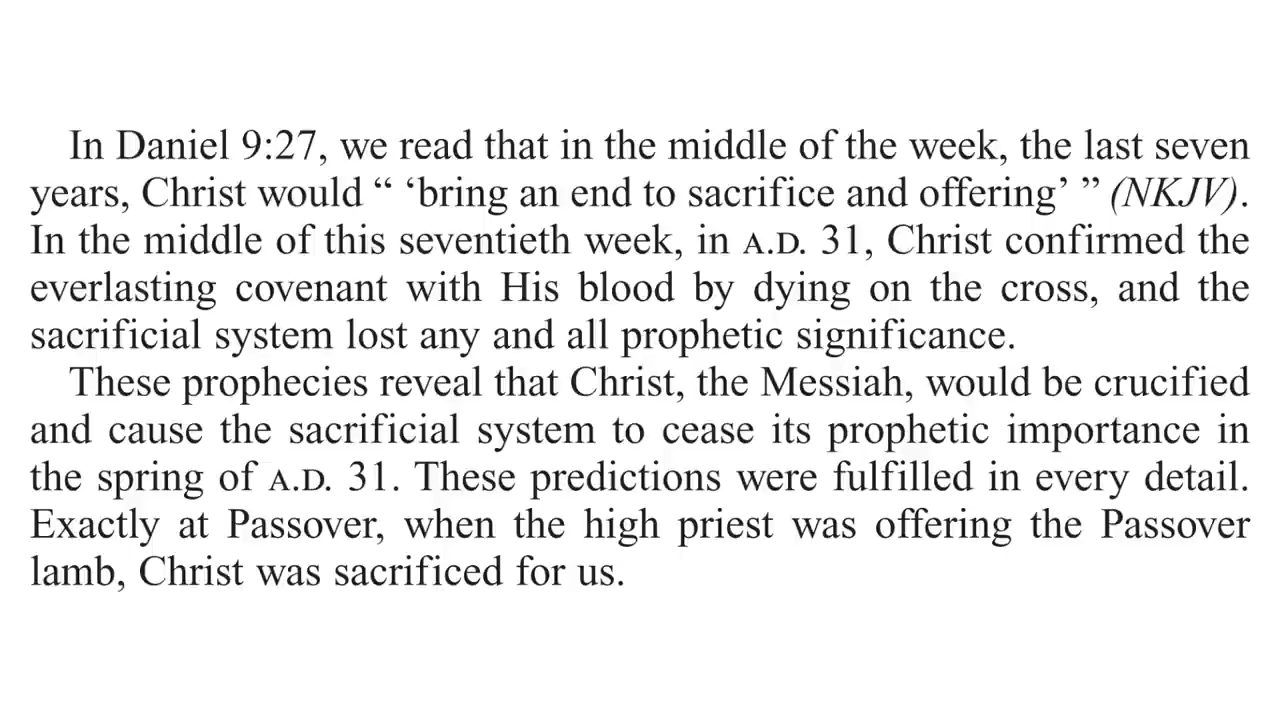 In Daniel 9:27, we read that in the middle of the week, the last seven
years, Christ would “ ‘bring an end to sacrifice and offering’ ” (NKJV).
In the middle of this seventieth week, in A.D. 31, Christ confirmed the
everlasting covenant with His blood by dying on the cross, and the
sacrificial system lost any and all prophetic significance.
These prophecies reveal that Christ, the Messiah, would be crucified
and cause the sacrificial system to cease its prophetic importance in
the spring of A.D. 31. These predictions were fulfilled in every detail.
Exactly at Passover, when the high priest was offering the Passover
lamb, Christ was sacrificed for us.